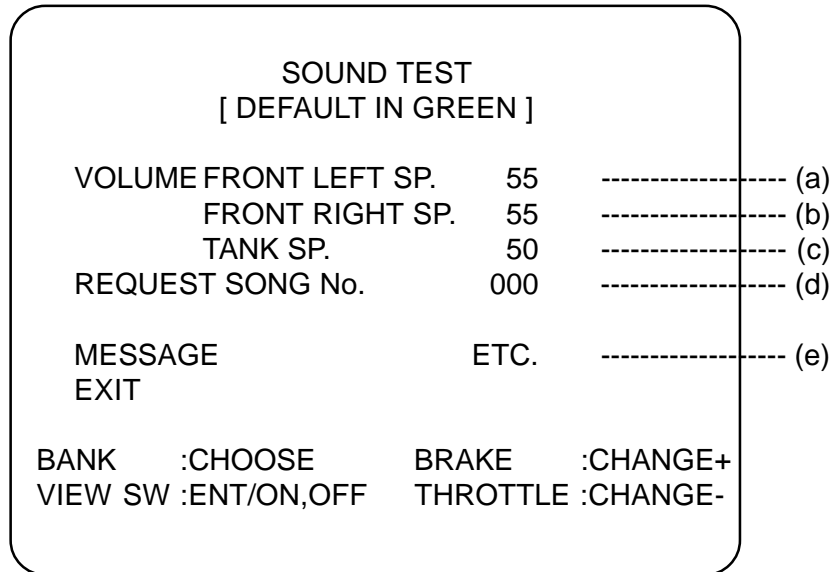 SOUND TEST
[ DEFAULT IN GREEN ]
VOLUME FRONT LEFT SP. 55 ------------------- (a)
FRONT RIGHT SP. 55 ------------------- (b)
TANK SP. 50 ------------------- (c)
REQUEST SONG No. 000 ------------------- (d)
MESSAGE ETC. ------------------- (e)
EXIT
BANK :CHOOSE BRAKE :CHANGE+
VIEW SW :ENT/ON,OFF THROTTLE :CHANGE-